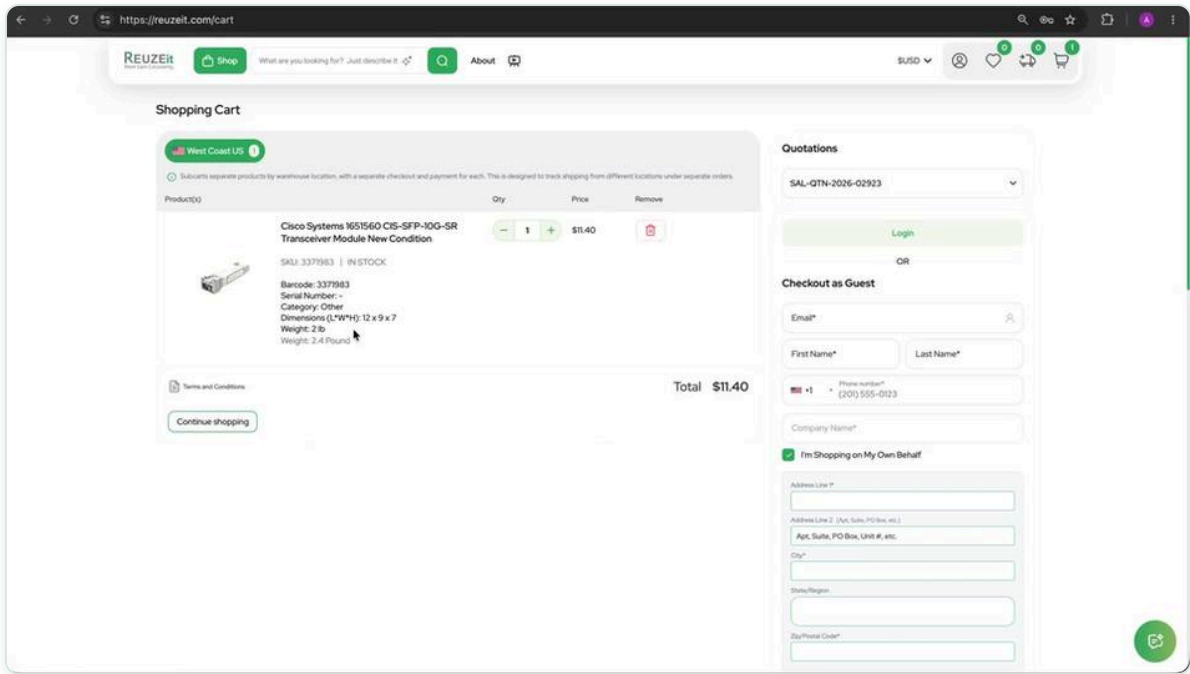 https://reuzeit.com/cart
A
REUZEit
Shop
What are you looking for? Just describe it
About
$USD
0
0
1
Shopping Cart
West Coast US 1
Subcarts separate products by warehouse location, with a separate checkout and payment for each. This is designed to track shipping from different locations under separate orders.
Product(s) Qty Price Remove
Cisco Systems 1651560 CIS-SFP-10G-SR
Transceiver Module New Condition
− 1 + $11.40
SKU: 3371983 | IN STOCK
Barcode: 3371983
Serial Number: -
Category: Other
Dimensions (L*W*H): 12 x 9 x 7
Weight: 2 lb
Weight: 2.4 Pound
Terms and Conditions
Total $11.40
Continue shopping
Quotations
SAL-QTN-2026-02923
Login
OR
Checkout as Guest
Email*
First Name* Last Name*
+1
Phone number*
(201) 555-0123
Company Name*
I'm Shopping on My Own Behalf
Address Line 1*
Address Line 2 (Apt, Suite, PO Box, etc.)
Apt, Suite, PO Box, Unit #, etc.
City*
State/Region
Zip/Postal Code*